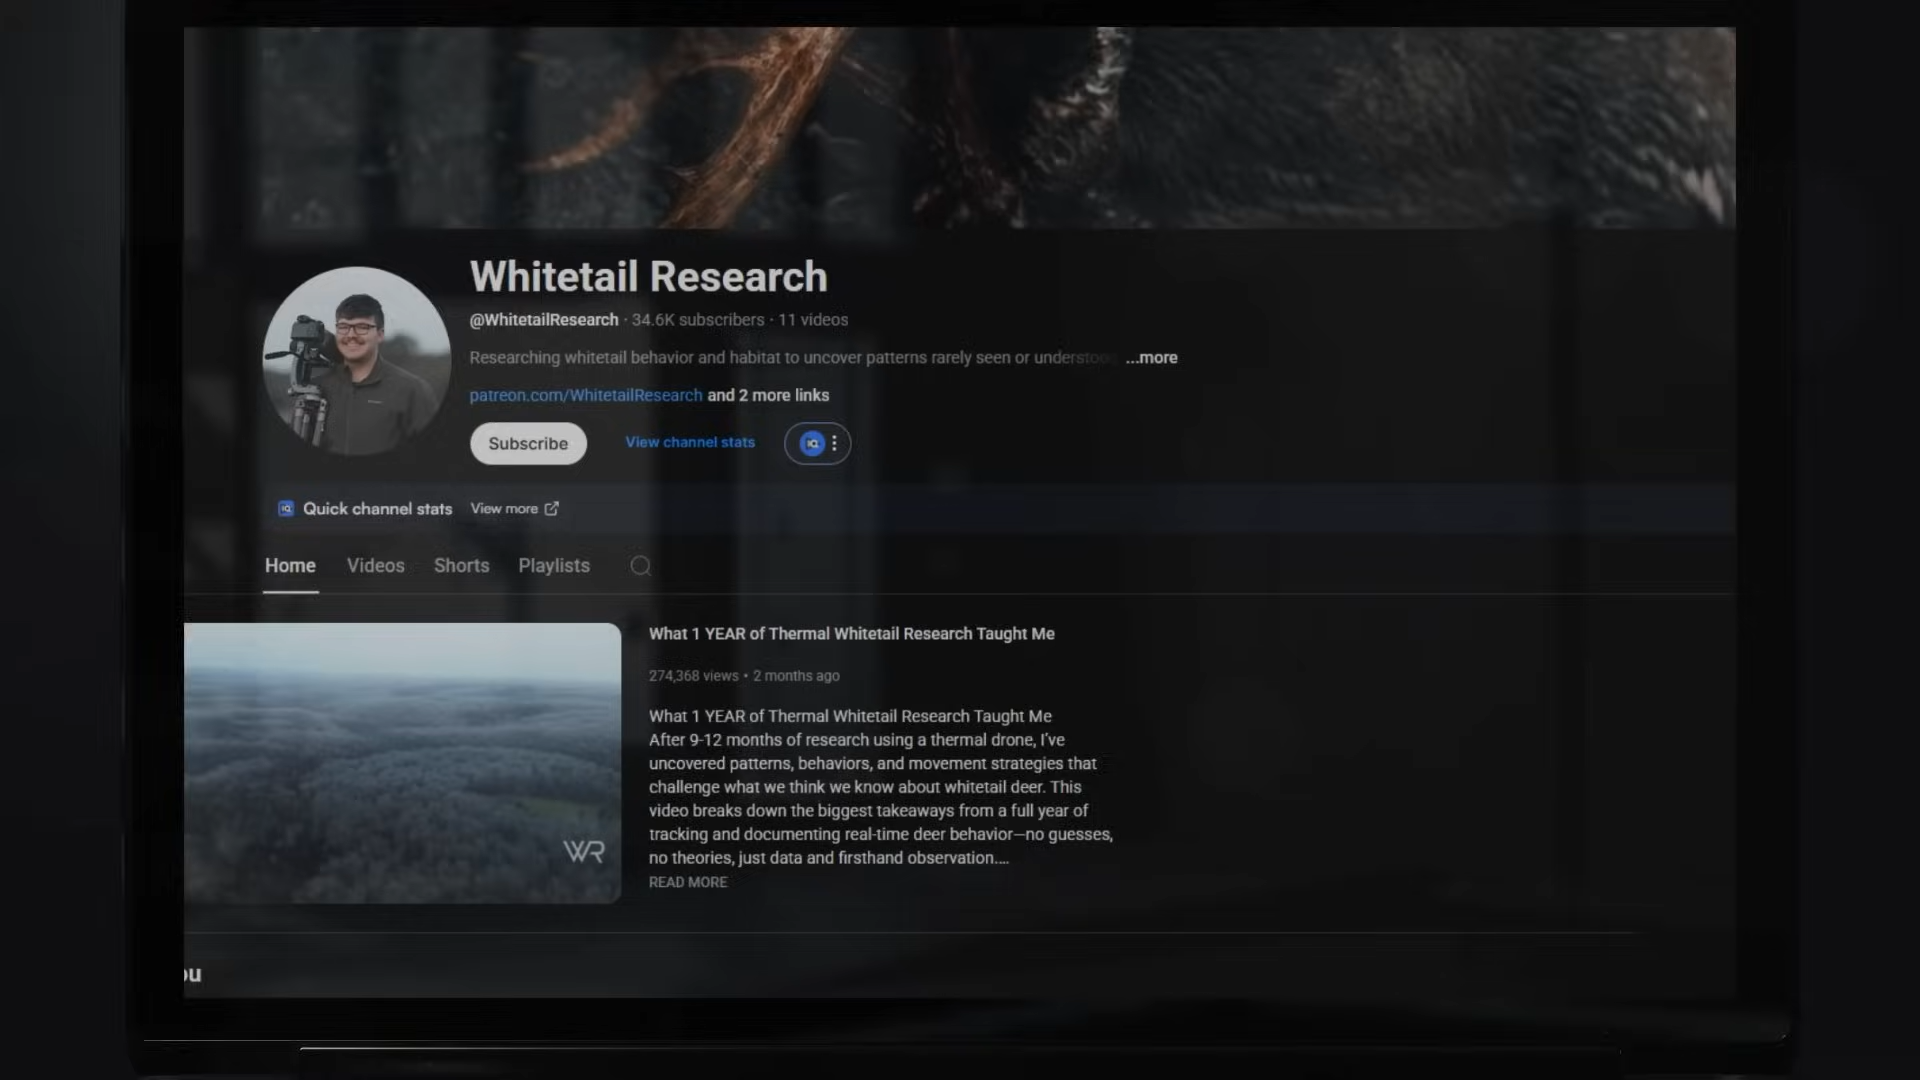 Whitetail Research
@WhitetailResearch · 34.6K subscribers · 11 videos
Researching whitetail behavior and habitat to uncover patterns rarely seen or ...more
patreon.com/WhitetailResearch and 2 more links
Subscribe
View channel stats
IQ
IQ Quick channel stats View more
Home Videos Shorts Playlists
What 1 YEAR of Thermal Whitetail Research Taught Me
274,368 views • 2 months ago
What 1 YEAR of Thermal Whitetail Research Taught Me
After 9-12 months of research using a thermal drone, I've
uncovered patterns, behaviors, and movement strategies that
challenge what we think we know about whitetail deer. This
video breaks down the biggest takeaways from a full year of
tracking and documenting real-time deer behavior—no guesses,
no theories, just data and firsthand observation....
READ MORE
WR